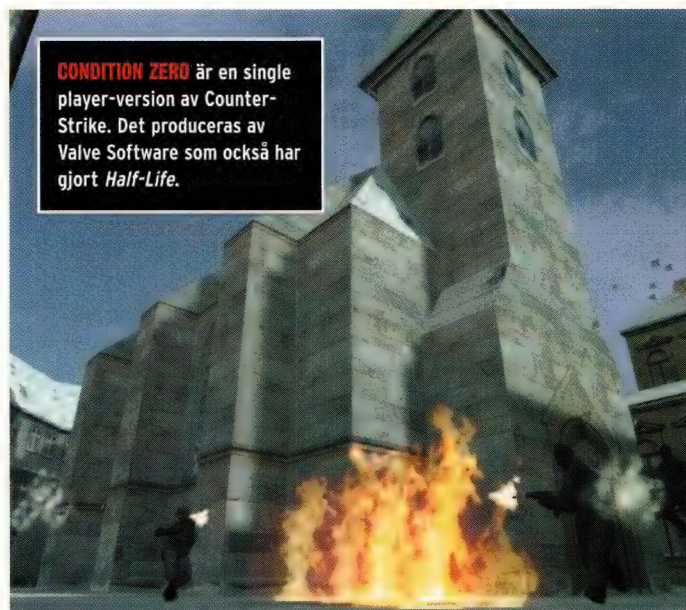 CONDITION ZERO är en single
player-version av Counter-
Strike. Det produceras av
Valve Software som också har
gjort Half-Life.